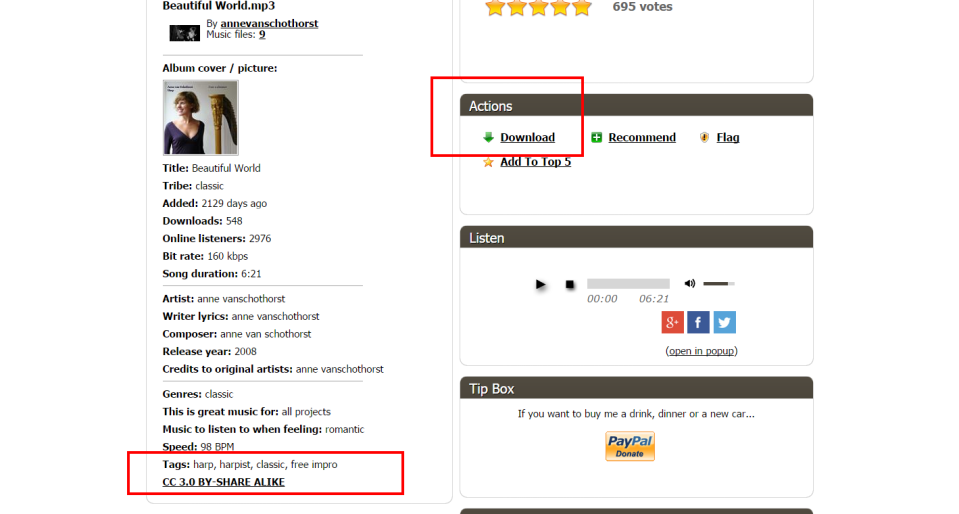 Beautiful World.mp3
By annevanschothorst
Music files: 9
Album cover / picture:
Title: Beautiful World
Tribe: classic
Added: 2129 days ago
Downloads: 548
Online listeners: 2976
Bit rate: 160 kbps
Song duration: 6:21
Artist: anne vanschothorst
Writer lyrics: anne vanschothorst
Composer: anne van schothorst
Release year: 2008
Credits to original artists: anne vanschothorst
Genres: classic
This is great music for: all projects
Music to listen to when feeling: romantic
Speed: 98 BPM
Tags: harp, harpist, classic, free impro
CC 3.0 BY-SHARE ALIKE
695 votes
Actions
Download Recommend Flag
Add To Top 5
Listen
00:00 06:21
(open in popup)
Tip Box
If you want to buy me a drink, dinner or a new car...
PayPal
Donate